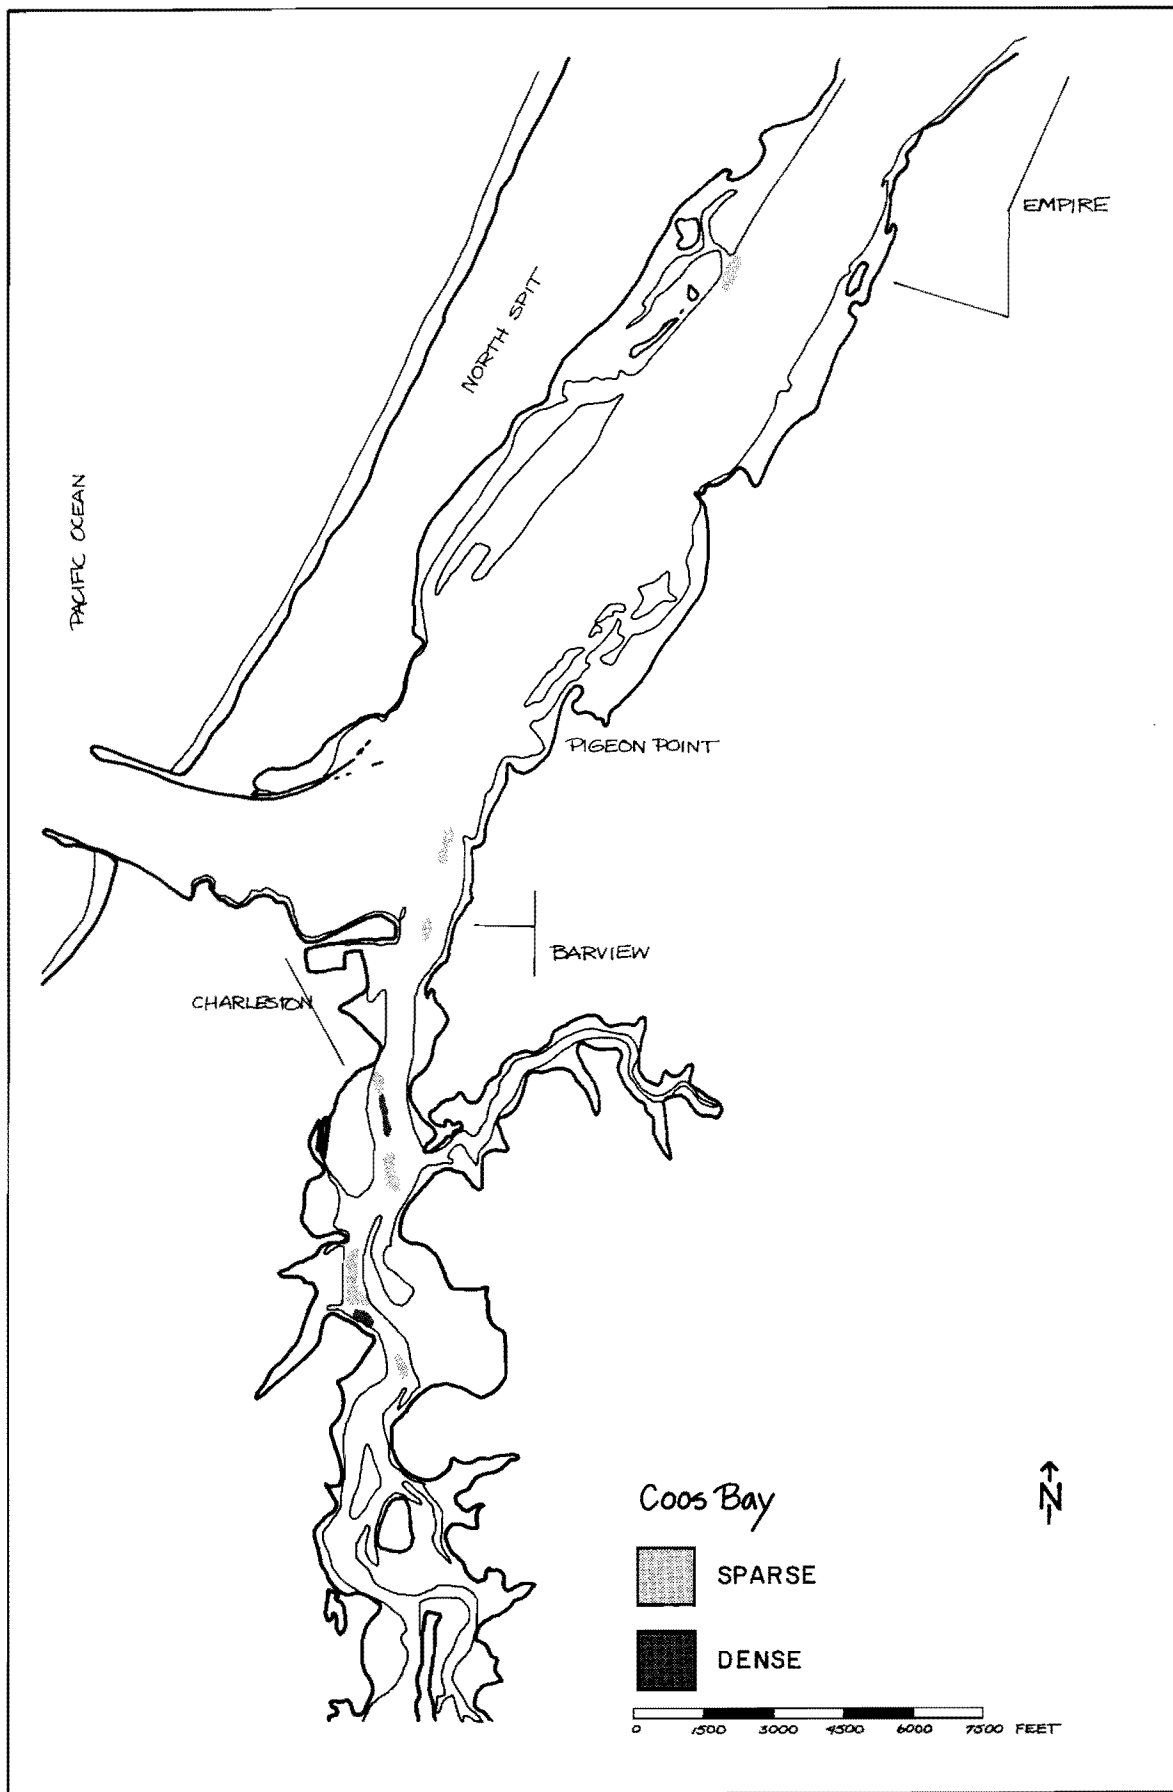 EMPIRE
NORTH SPIT
PACIFIC OCEAN
PIGEON POINT
BARVIEW
CHARLESTON
Coos Bay
N
SPARSE
DENSE
0 1500 3000 4500 6000 7500 FEET